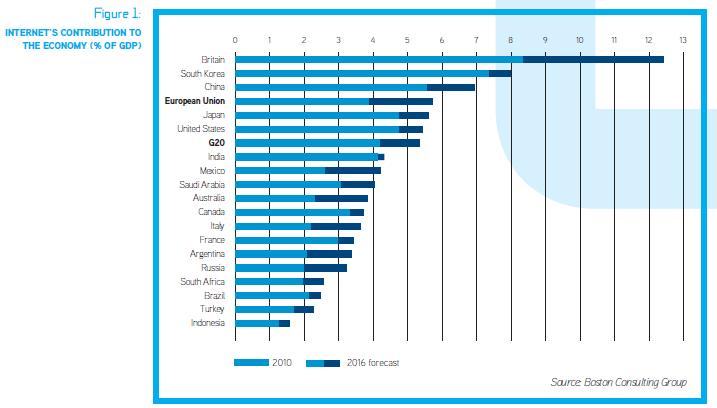 Figure 1:
INTERNET'S CONTRIBUTION TO
THE ECONOMY (% OF GDP)
0 1 2 3 4 5 6 7 8 9 10 11 12 13
Britain
South Korea
China
European Union
Japan
United States
G20
India
Mexico
Saudi Arabia
Australia
Canada
Italy
France
Argentina
Russia
South Africa
Brazil
Turkey
Indonesia
2010 2016 forecast
Source: Boston Consulting Group